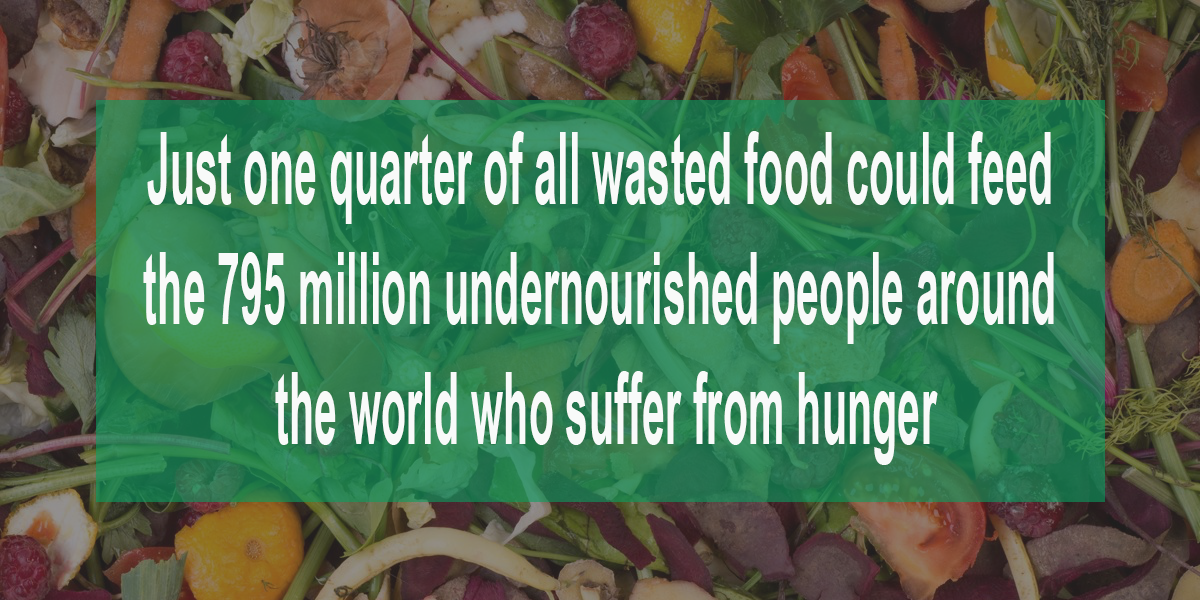 Just one quarter of all wasted food could feed
the 795 million undernourished people around
the world who suffer from hunger